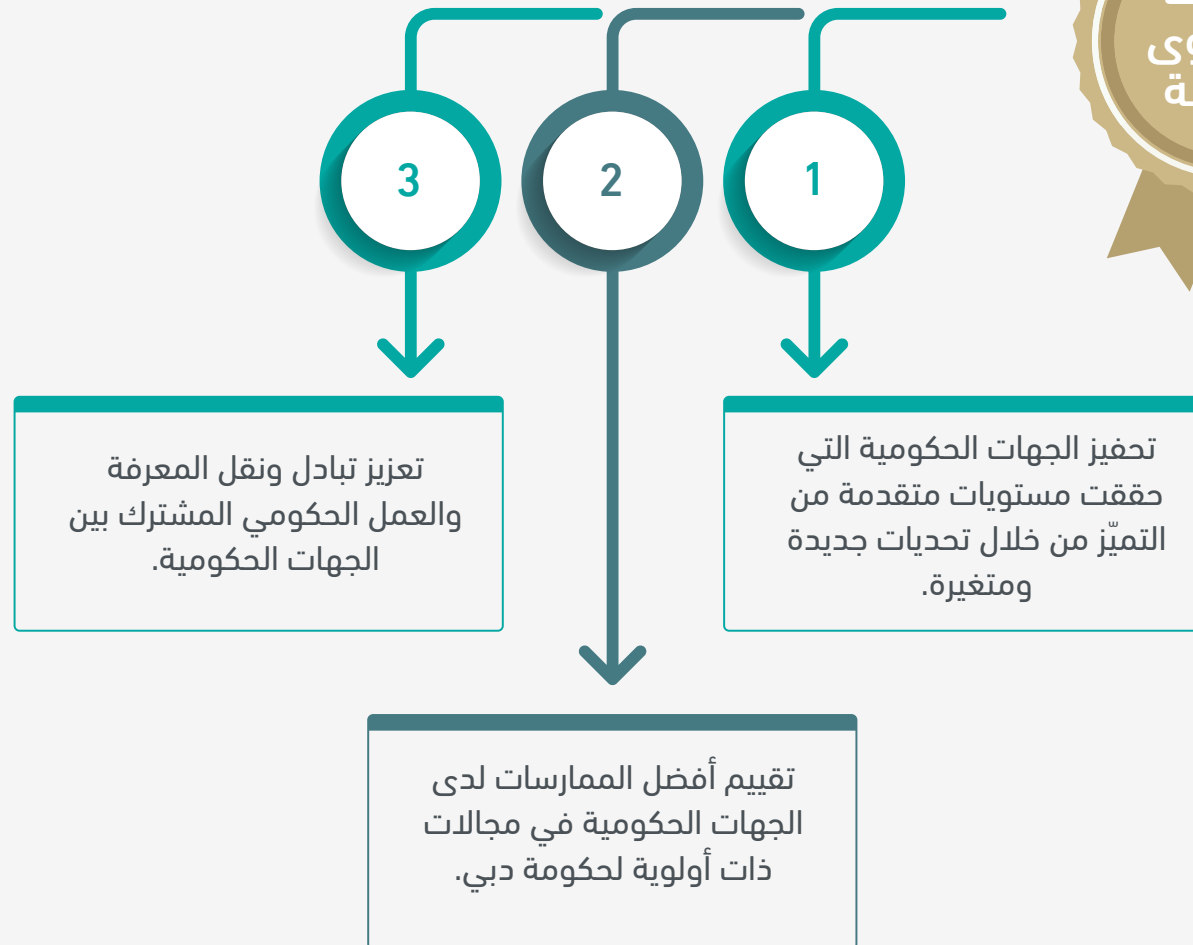 1
تحفيز الجهات الحكومية التي
حققت مستويات متقدمة من
التميّز من خلال تحديات جديدة
ومتغيرة.
2
تقييم أفضل الممارسات لدى
الجهات الحكومية في مجالات
ذات أولوية لحكومة دبي.
3
تعزيز تبادل ونقل المعرفة
والعمل الحكومي المشترك بين
الجهات الحكومية.